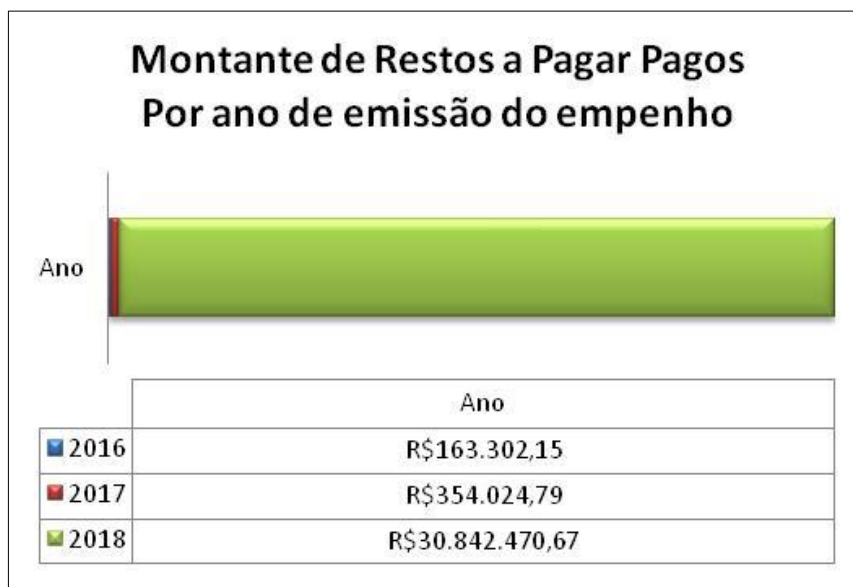 Montante de Restos a Pagar Pagos
Por ano de emissão do empenho
Ano
Ano
2016 R$163.302,15
2017 R$354.024,79
2018 R$30.842.470,67